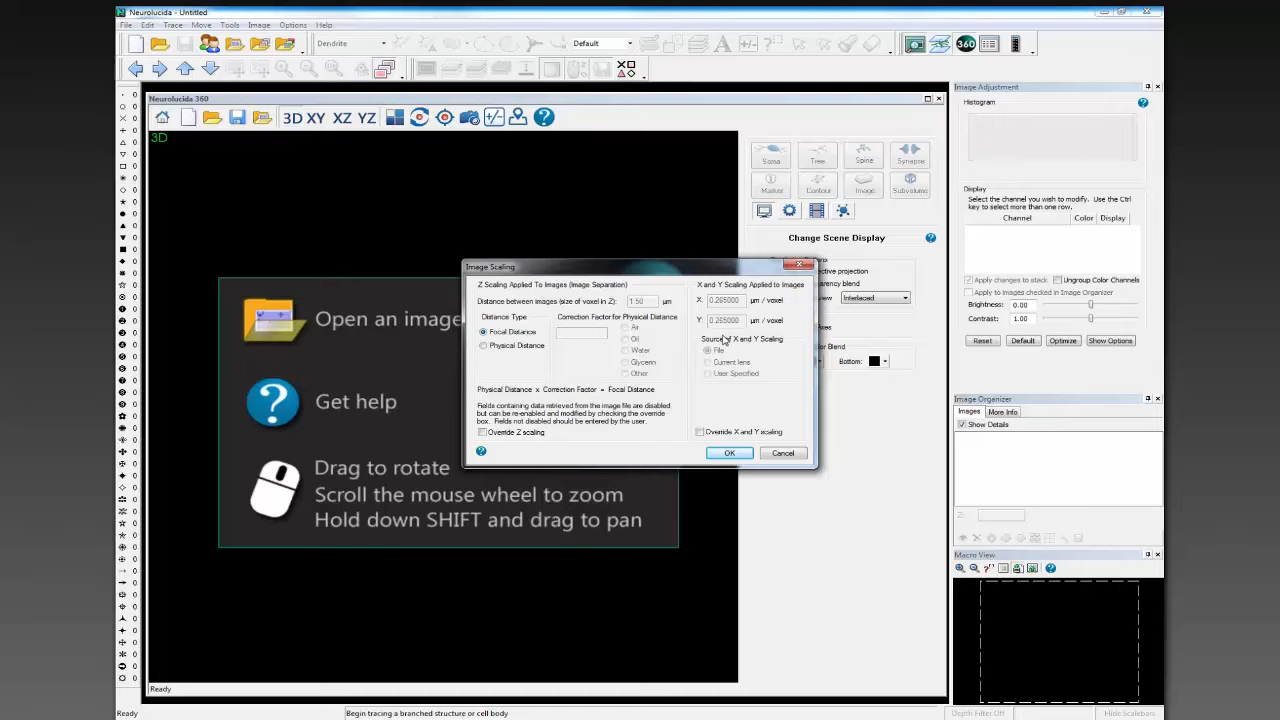 Neurolucida - Untitled
File Edit Trace Move Tools Image Options Help
Dendrite
Default
360
Neurolucida 360
3D XY XZ YZ
3D
Open an image
Get help
Drag to rotate
Scroll the mouse wheel to zoom
Hold down SHIFT and drag to pan
Soma Tree Spine Synapse
Marker Contour Image Subvolume
Change Scene Display
Interlaced
Bottom:
Image Scaling
Z Scaling Applied To Images (Image Separation)
Distance between images (size of voxel in Z): 1.50 µm
Distance Type
Focal Distance
Physical Distance
Correction Factor for Physical Distance
Air
Oil
Water
Glycerin
Other
Physical Distance x Correction Factor = Focal Distance
Fields containing data retrieved from the image file are disabled
but can be re-enabled and modified by checking the override
box. Fields not disabled should be entered by the user.
Override Z scaling
X and Y Scaling Applied to Images
X: 0.265000 µm / voxel
Y: 0.265000 µm / voxel
Source of X and Y Scaling
File
Current lens
User Specified
Override X and Y scaling
OK Cancel
Image Adjustment
Histogram
Display
Select the channel you wish to modify. Use the Ctrl
key to select more than one row.
Channel Color Display
Apply changes to stack Ungroup Color Channels
Apply to images checked in Image Organizer
Brightness: 0.00
Contrast: 1.00
Reset Default Optimize Show Options
Image Organizer
Images More Info
Show Details
Z:
Macro View
Ready
Ready
Begin tracing a branched structure or cell body
Depth Filter Off
Hide Scalebars